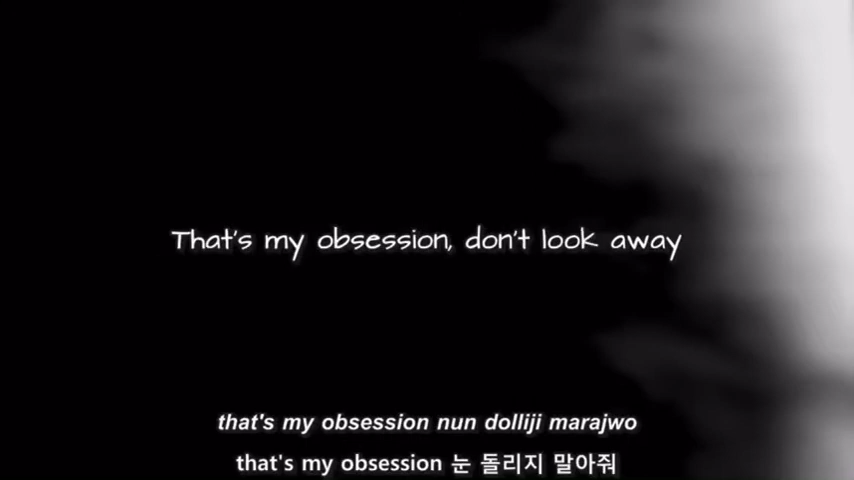 That's my obsession, don't look away
that's my obsession nun dolliji marajwo
that's my obsession 눈 돌리지 말아줘